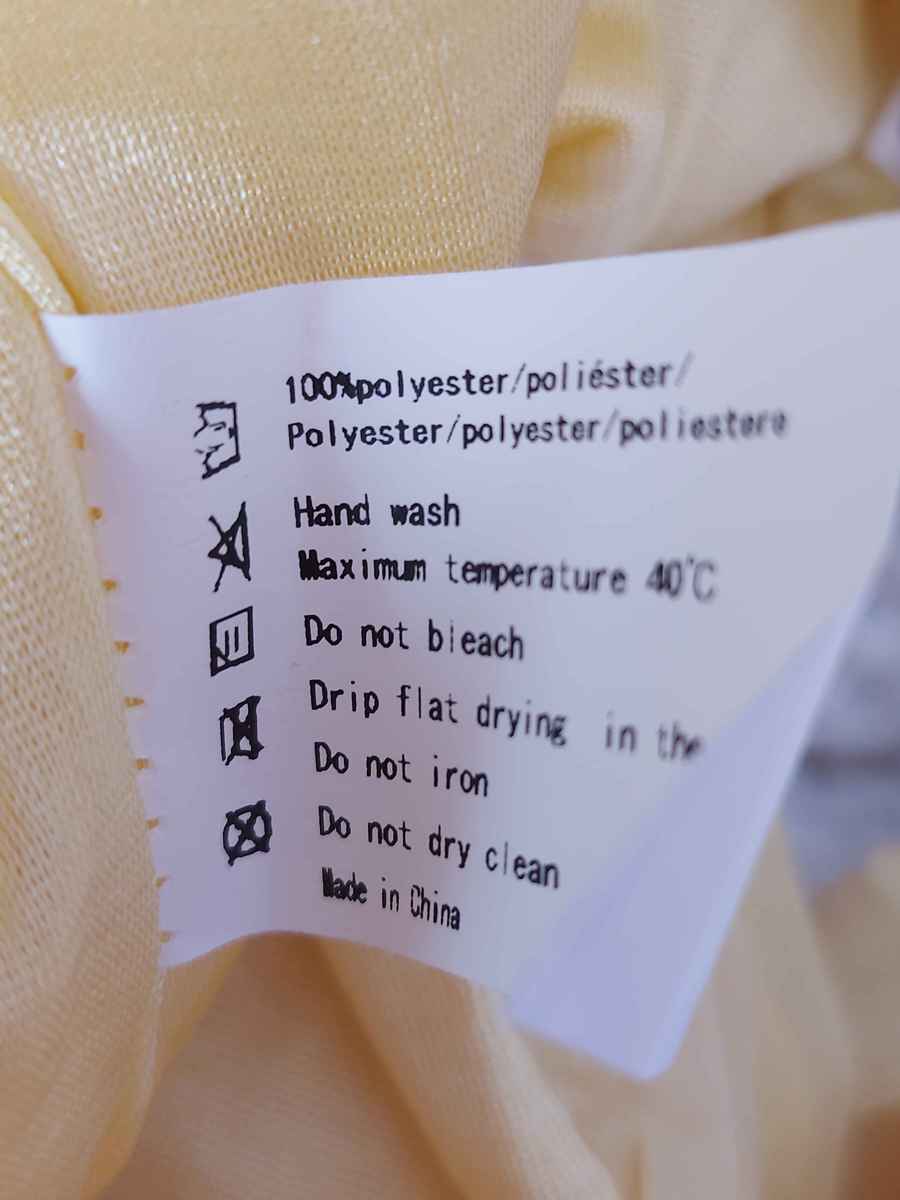 100%polyester/poliéster/
Polyester/polyester/poliestere
Hand wash
Maximum temperature 40°C
Do not bleach
Drip flat drying in the
Do not iron
Do not dry clean
Made in China